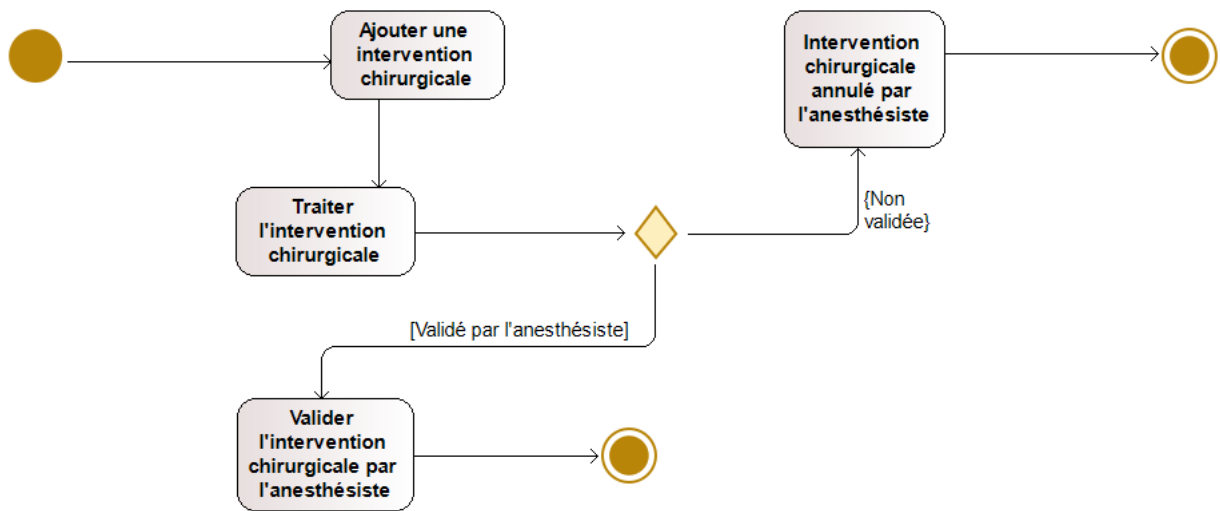 Ajouter une
intervention
chirurgicale
Intervention
chirurgicale
annulé par
l'anesthésiste
Traiter
l'intervention
chirurgicale
{Non
validée}
[Validé par l'anesthésiste]
Valider
l'intervention
chirurgicale par
l'anesthésiste